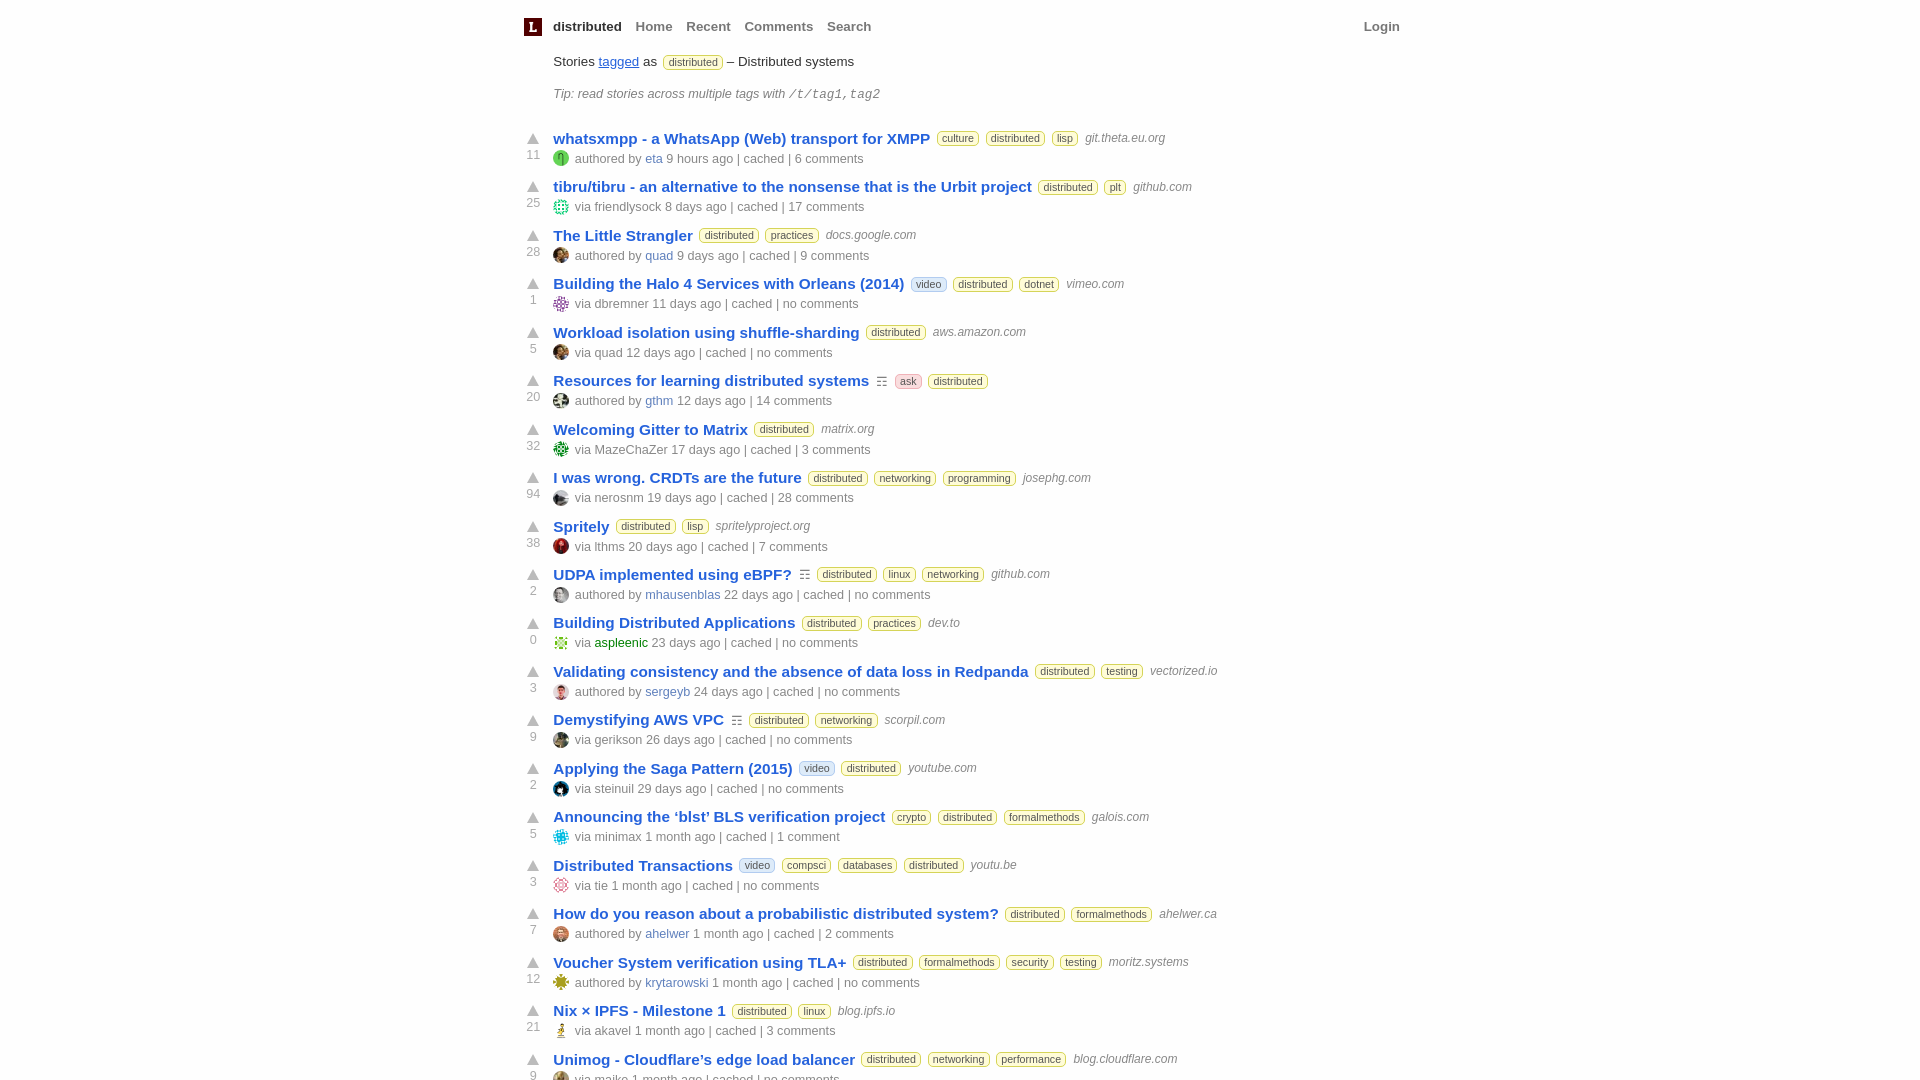 L distributed Home Recent Comments Search Login
Stories tagged as distributed – Distributed systems
Tip: read stories across multiple tags with /t/tag1,tag2
whatsxmpp - a WhatsApp (Web) transport for XMPP culture distributed lisp git.theta.eu.org
11 authored by eta 9 hours ago | cached | 6 comments
tibru/tibru - an alternative to the nonsense that is the Urbit project distributed plt github.com
25 via friendlysock 8 days ago | cached | 17 comments
The Little Strangler distributed practices docs.google.com
28 authored by quad 9 days ago | cached | 9 comments
Building the Halo 4 Services with Orleans (2014) video distributed dotnet vimeo.com
1 via dbremner 11 days ago | cached | no comments
Workload isolation using shuffle-sharding distributed aws.amazon.com
5 via quad 12 days ago | cached | no comments
Resources for learning distributed systems ☶ ask distributed
20 authored by gthm 12 days ago | 14 comments
Welcoming Gitter to Matrix distributed matrix.org
32 via MazeChaZer 17 days ago | cached | 3 comments
I was wrong. CRDTs are the future distributed networking programming josephg.com
94 via nerosnm 19 days ago | cached | 28 comments
Spritely distributed lisp spritelyproject.org
38 via lthms 20 days ago | cached | 7 comments
UDPA implemented using eBPF? ☶ distributed linux networking github.com
2 authored by mhausenblas 22 days ago | cached | no comments
Building Distributed Applications distributed practices dev.to
0 via aspleenic 23 days ago | cached | no comments
Validating consistency and the absence of data loss in Redpanda distributed testing vectorized.io
3 authored by sergeyb 24 days ago | cached | no comments
Demystifying AWS VPC ☶ distributed networking scorpil.com
9 via gerikson 26 days ago | cached | no comments
Applying the Saga Pattern (2015) video distributed youtube.com
2 via steinuil 29 days ago | cached | no comments
Announcing the ‘blst’ BLS verification project crypto distributed formalmethods galois.com
5 via minimax 1 month ago | cached | 1 comment
Distributed Transactions video compsci databases distributed youtu.be
3 via tie 1 month ago | cached | no comments
How do you reason about a probabilistic distributed system? distributed formalmethods ahelwer.ca
7 authored by ahelwer 1 month ago | cached | 2 comments
Voucher System verification using TLA+ distributed formalmethods security testing moritz.systems
12 authored by krytarowski 1 month ago | cached | no comments
Nix × IPFS - Milestone 1 distributed linux blog.ipfs.io
21 via akavel 1 month ago | cached | 3 comments
Unimog - Cloudflare’s edge load balancer distributed networking performance blog.cloudflare.com
9 via majke 1 month ago | cached | no comments